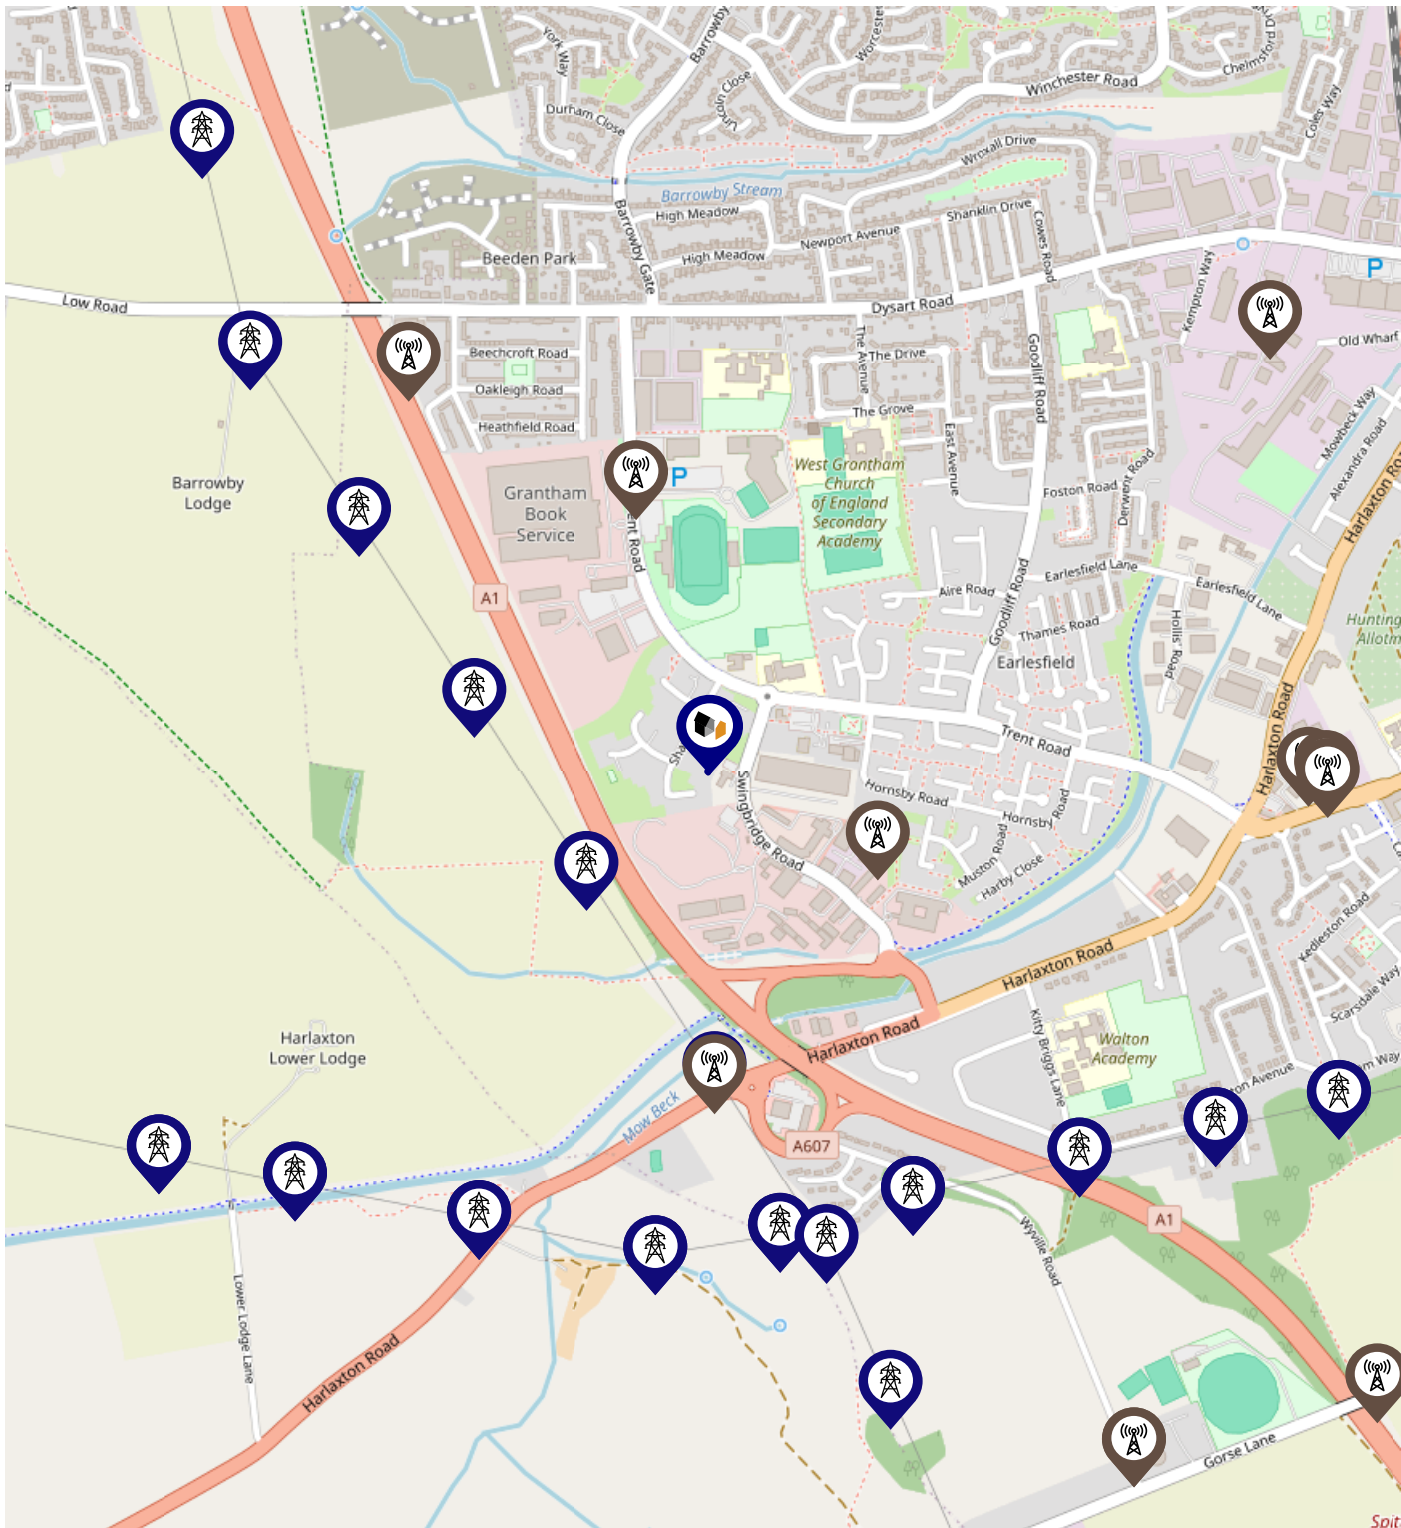 York Way
Barrowby
Worcester
Chelmsford
Winchester Road
Lincoln Close
Durham Close
Coles Way
Wroxall Drive
Barrowby Stream
High Meadow
Shanklin Drive
Barrowby Gate
Newport Avenue
Cowes Road
Beeden Park
High Meadow
Kempton Way
P
Low Road
Dysart Road
Old Wharf
Beechcroft Road
The Avenue
The Drive
Goodliff Road
Oakleigh Road
The Grove
Mowbeck Way
Heathfield Road
East Avenue
Alexandra Road
Barrowby
Lodge
Grantham
Book
Service
P
West Grantham
Church
of England
Secondary
Academy
Foston Road
Derwent Road
Harlaxton Road
ent Road
A1
Aire Road
Earlesfield Lane
Earlesfield Lane
Goodliff Road
Thames Road
Hollis Road
Earlesfield
Harlaxton Road
Sha
Trent Road
Swingbridge Road
Hornsby Road
Hornsby Road
Muston Road
Harby Close
Kedleston Road
Harlaxton Road
Scarsdale Way
Harlaxton
Lower Lodge
Harlaxton Road
Kitty Briggs Lane
Walton
Academy
Mow Beck
ton Avenue
m Way
A607
A1
Wyville Road
Lower Lodge Lane
Harlaxton Road
Gorse Lane